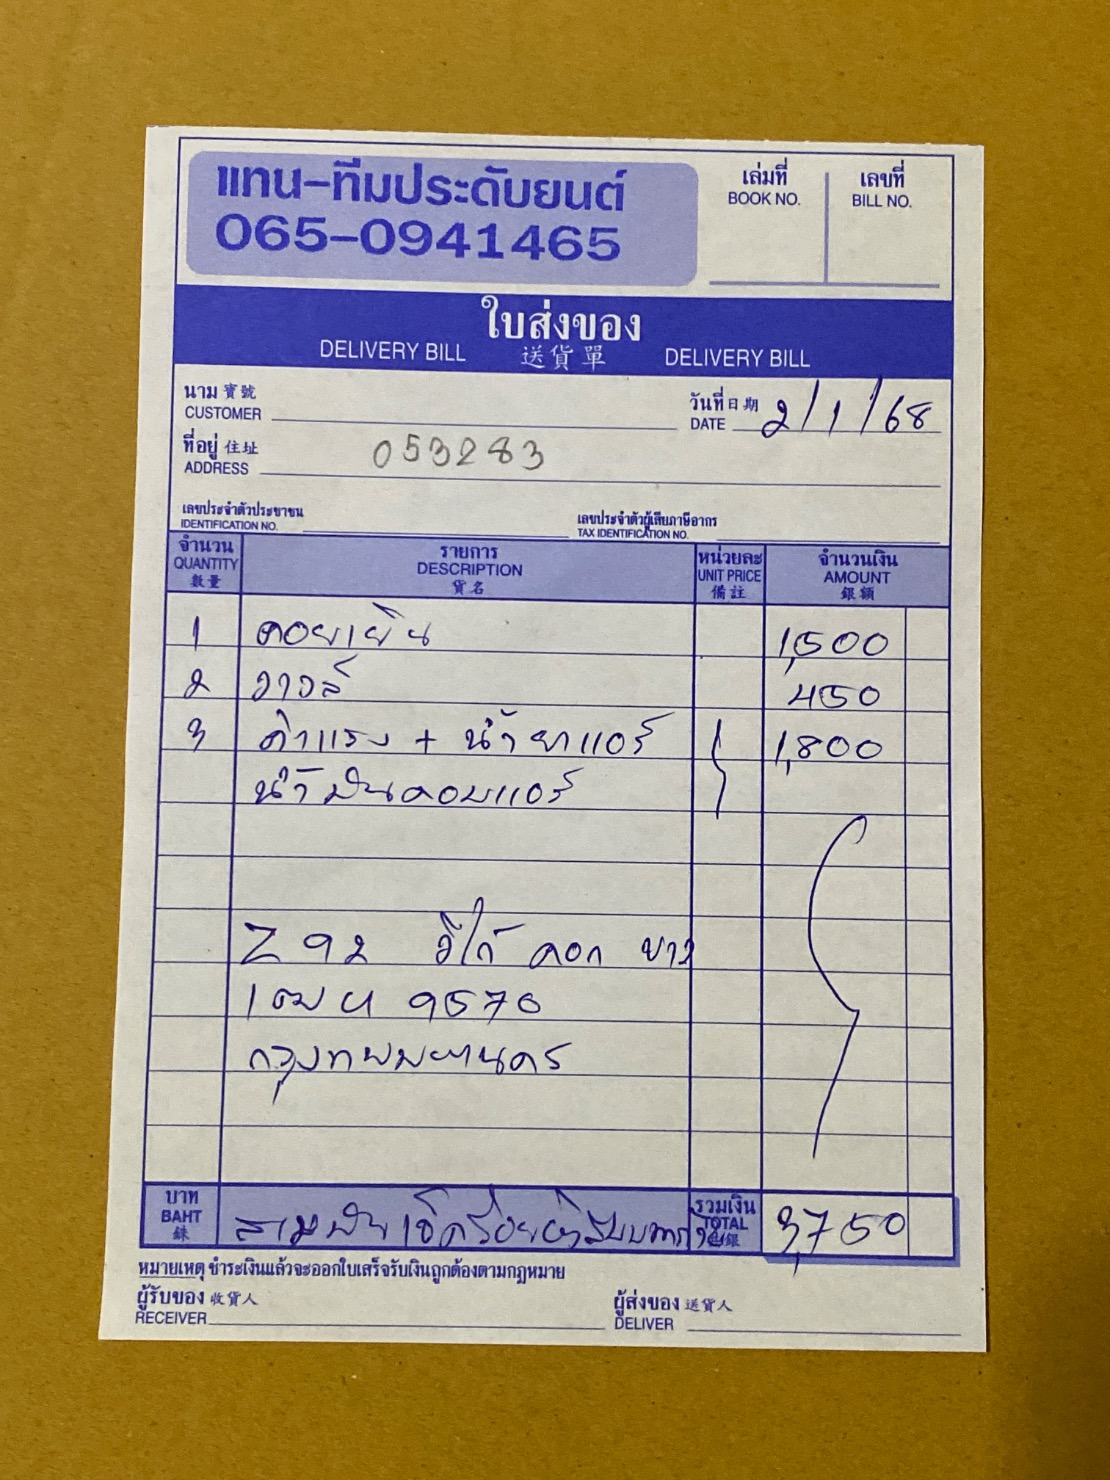 แทน-ทีมประดับยนต์
065-0941465
เล่มที่ เลขที่
BOOK NO. BILL NO.
ใบส่งของ
DELIVERY BILL 送貨單 DELIVERY BILL
นาม 寶號 วันที่ 日期 2/1/68
CUSTOMER DATE
ที่อยู่ 住址 053283
ADDRESS
เลขประจำตัวประชาชน เลขประจำตัวผู้เสียภาษีอากร
IDENTIFICATION NO. TAX IDENTIFICATION NO.
จำนวน รายการ หน่วยละ จำนวนเงิน
QUANTITY DESCRIPTION UNIT PRICE AMOUNT
數量 貨名 備註 銀額
1 คอยเย็น 1,500
2 วาวล์ 450
3 ค่าแรง + น้ำยาแอร์ 1,800
น้ำมันคอมแอร์
Z 92 อีโก้ คอก ขาว
1ฒฆ 9570
กรุงเทพมหานคร
บาท รวมเงิน
BAHT สามพันเจ็ดร้อยห้าสิบบาท TOTAL 3,750
銖 銀
หมายเหตุ ชำระเงินแล้วจะออกใบเสร็จรับเงินถูกต้องตามกฎหมาย
ผู้รับของ 收貨人 ผู้ส่งของ 送貨人
RECEIVER DELIVER